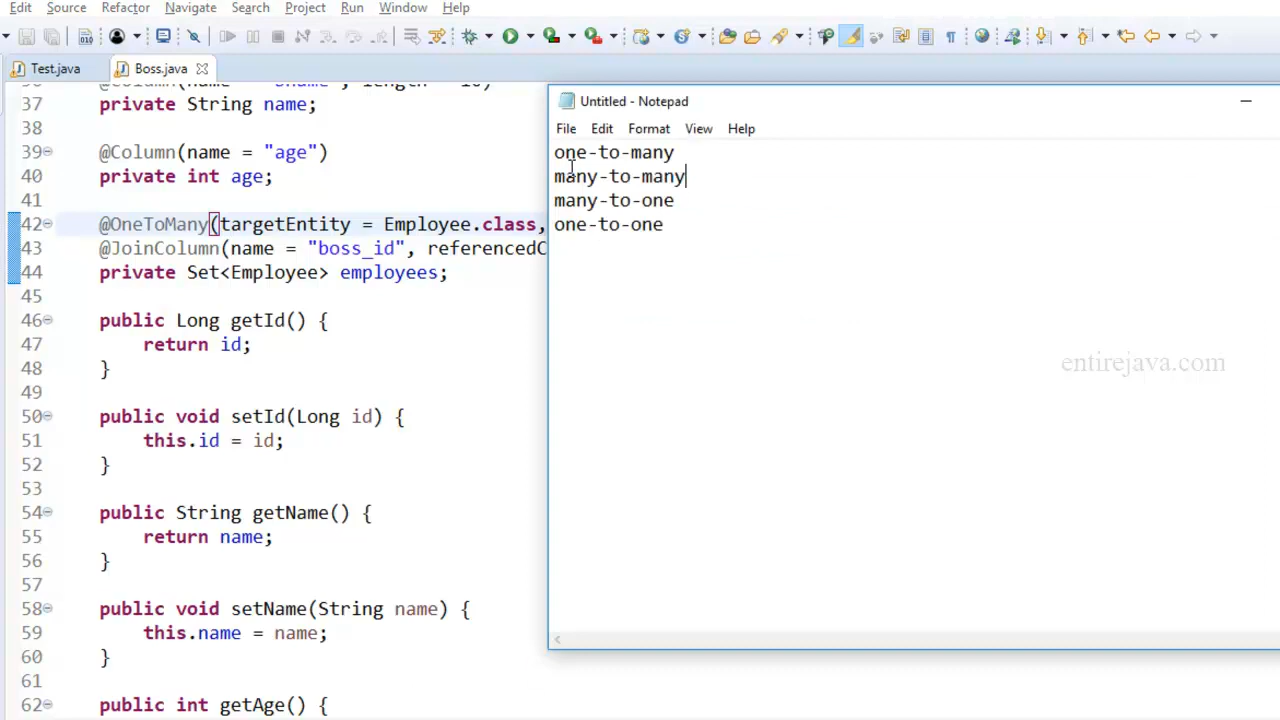 Edit Source Refactor Navigate Search Project Run Window Help
Test.java Boss.java
37 private String name;
38
39 @Column(name = "age")
40 private int age;
41
42 @OneToMany(targetEntity = Employee.class,
43 @JoinColumn(name = "boss_id", referencedC
44 private Set<Employee> employees;
45
46 public Long getId() {
47 return id;
48 }
49
50 public void setId(Long id) {
51 this.id = id;
52 }
53
54 public String getName() {
55 return name;
56 }
57
58 public void setName(String name) {
59 this.name = name;
60 }
61
62 public int getAge() {
Untitled - Notepad
File Edit Format View Help
one-to-many
many-to-many
many-to-one
one-to-one
entirejava.com